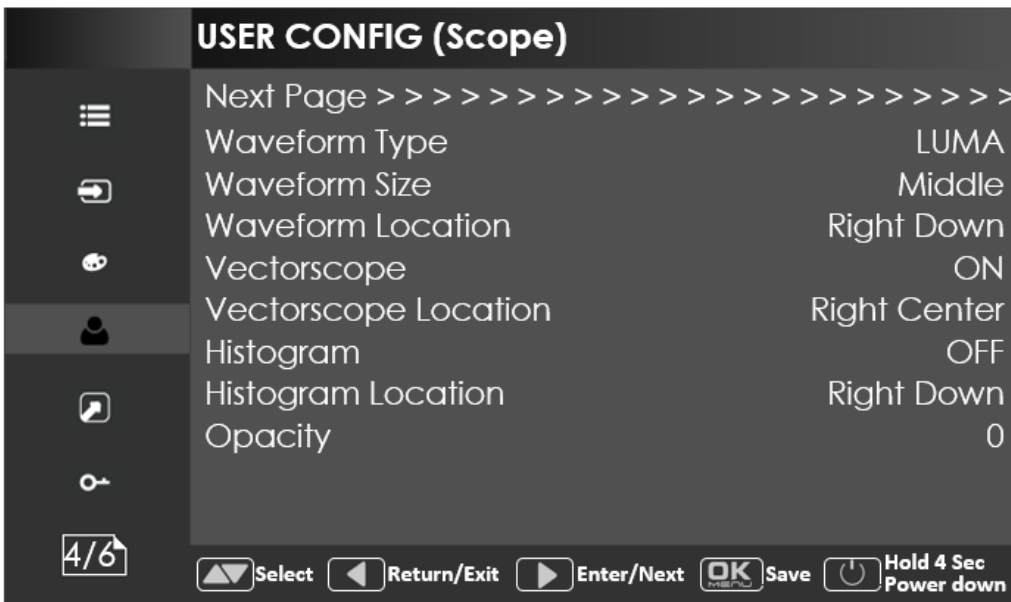 USER CONFIG (Scope)
Next Page > > > > > > > > > > > > > > > > > > > > > > >
Waveform Type LUMA
Waveform Size Middle
Waveform Location Right Down
Vectorscope ON
Vectorscope Location Right Center
Histogram OFF
Histogram Location Right Down
Opacity 0
4/6
Select Return/Exit Enter/Next OK MENU Save Hold 4 Sec
Power down